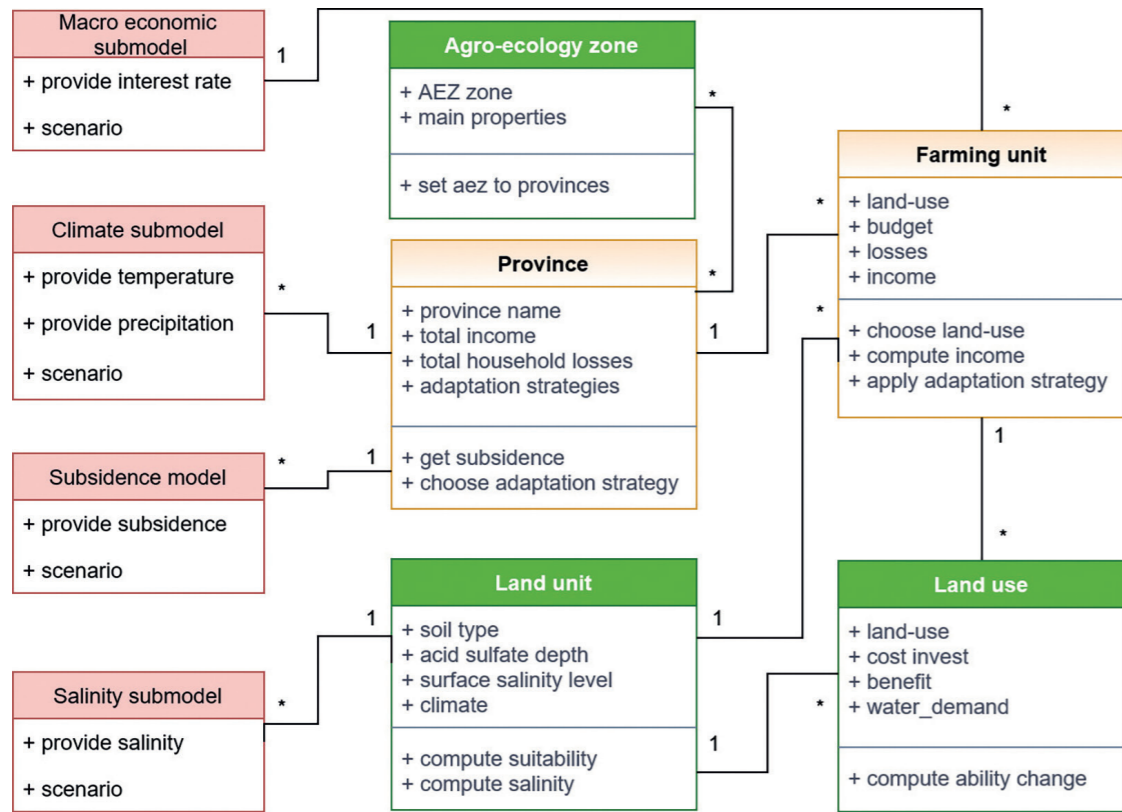 Macro economic
submodel
+ provide interest rate
+ scenario
1
Agro-ecology zone
+ AEZ zone
+ main properties
+ set aez to provinces
*
*
Farming unit
+ land-use
+ budget
+ losses
+ income
+ choose land-use
+ compute income
+ apply adaptation strategy
*
*
1
Climate submodel
+ provide temperature
+ provide precipitation
+ scenario
*
1
Province
+ province name
+ total income
+ total household losses
+ adaptation strategies
+ get subsidence
+ choose adaptation strategy
*
1
Subsidence model
+ provide subsidence
+ scenario
*
1
Land unit
+ soil type
+ acid sulfate depth
+ surface salinity level
+ climate
+ compute suitability
+ compute salinity
1
1
1
Land use
+ land-use
+ cost invest
+ benefit
+ water_demand
+ compute ability change
*
*
Salinity submodel
+ provide salinity
+ scenario
*